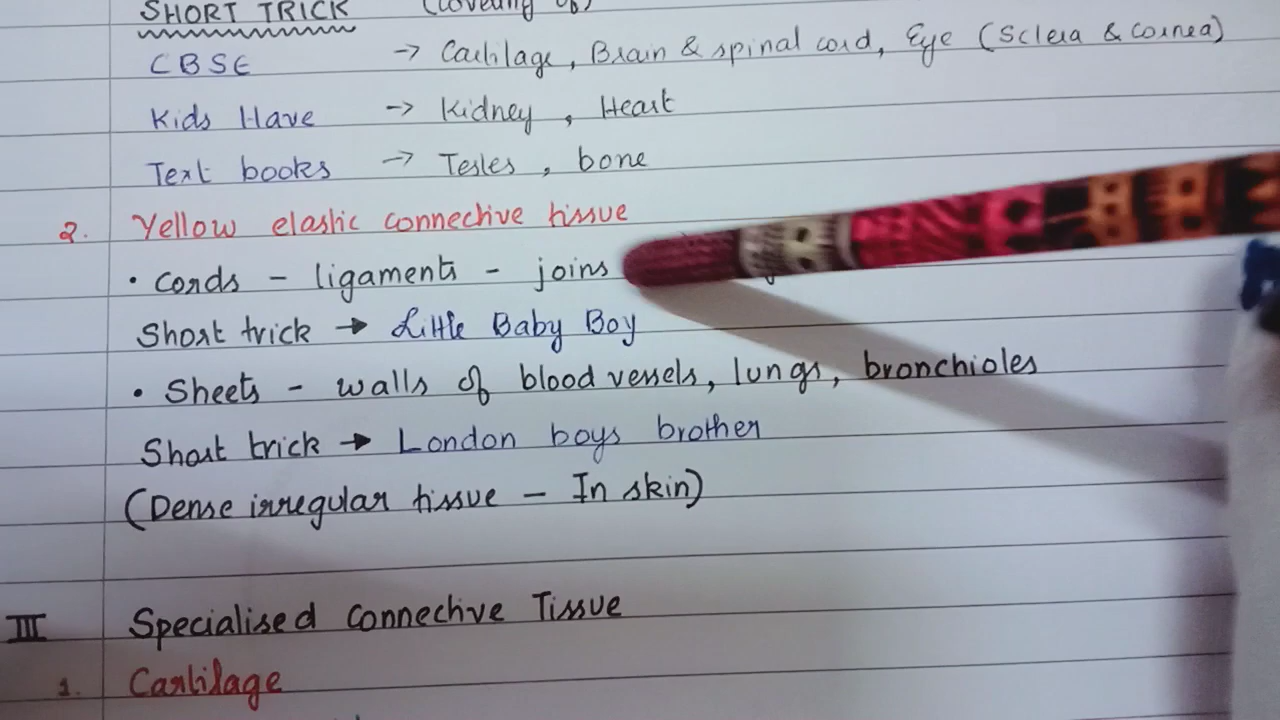 SHORT TRICK (covering of)
CBSE → Cartilage, Brain & spinal cord, Eye (Sclera & Cornea)
Kids Have → Kidney, Heart
Text books → Testes, bone
2. Yellow elastic connective tissue
• Cords - ligaments - joins
Short trick → Little Baby Boy
• Sheets - walls of blood vessels, lungs, bronchioles
Short trick → London boys brother
(Dense irregular tissue - In skin)
III Specialised Connective Tissue
1. Cartilage